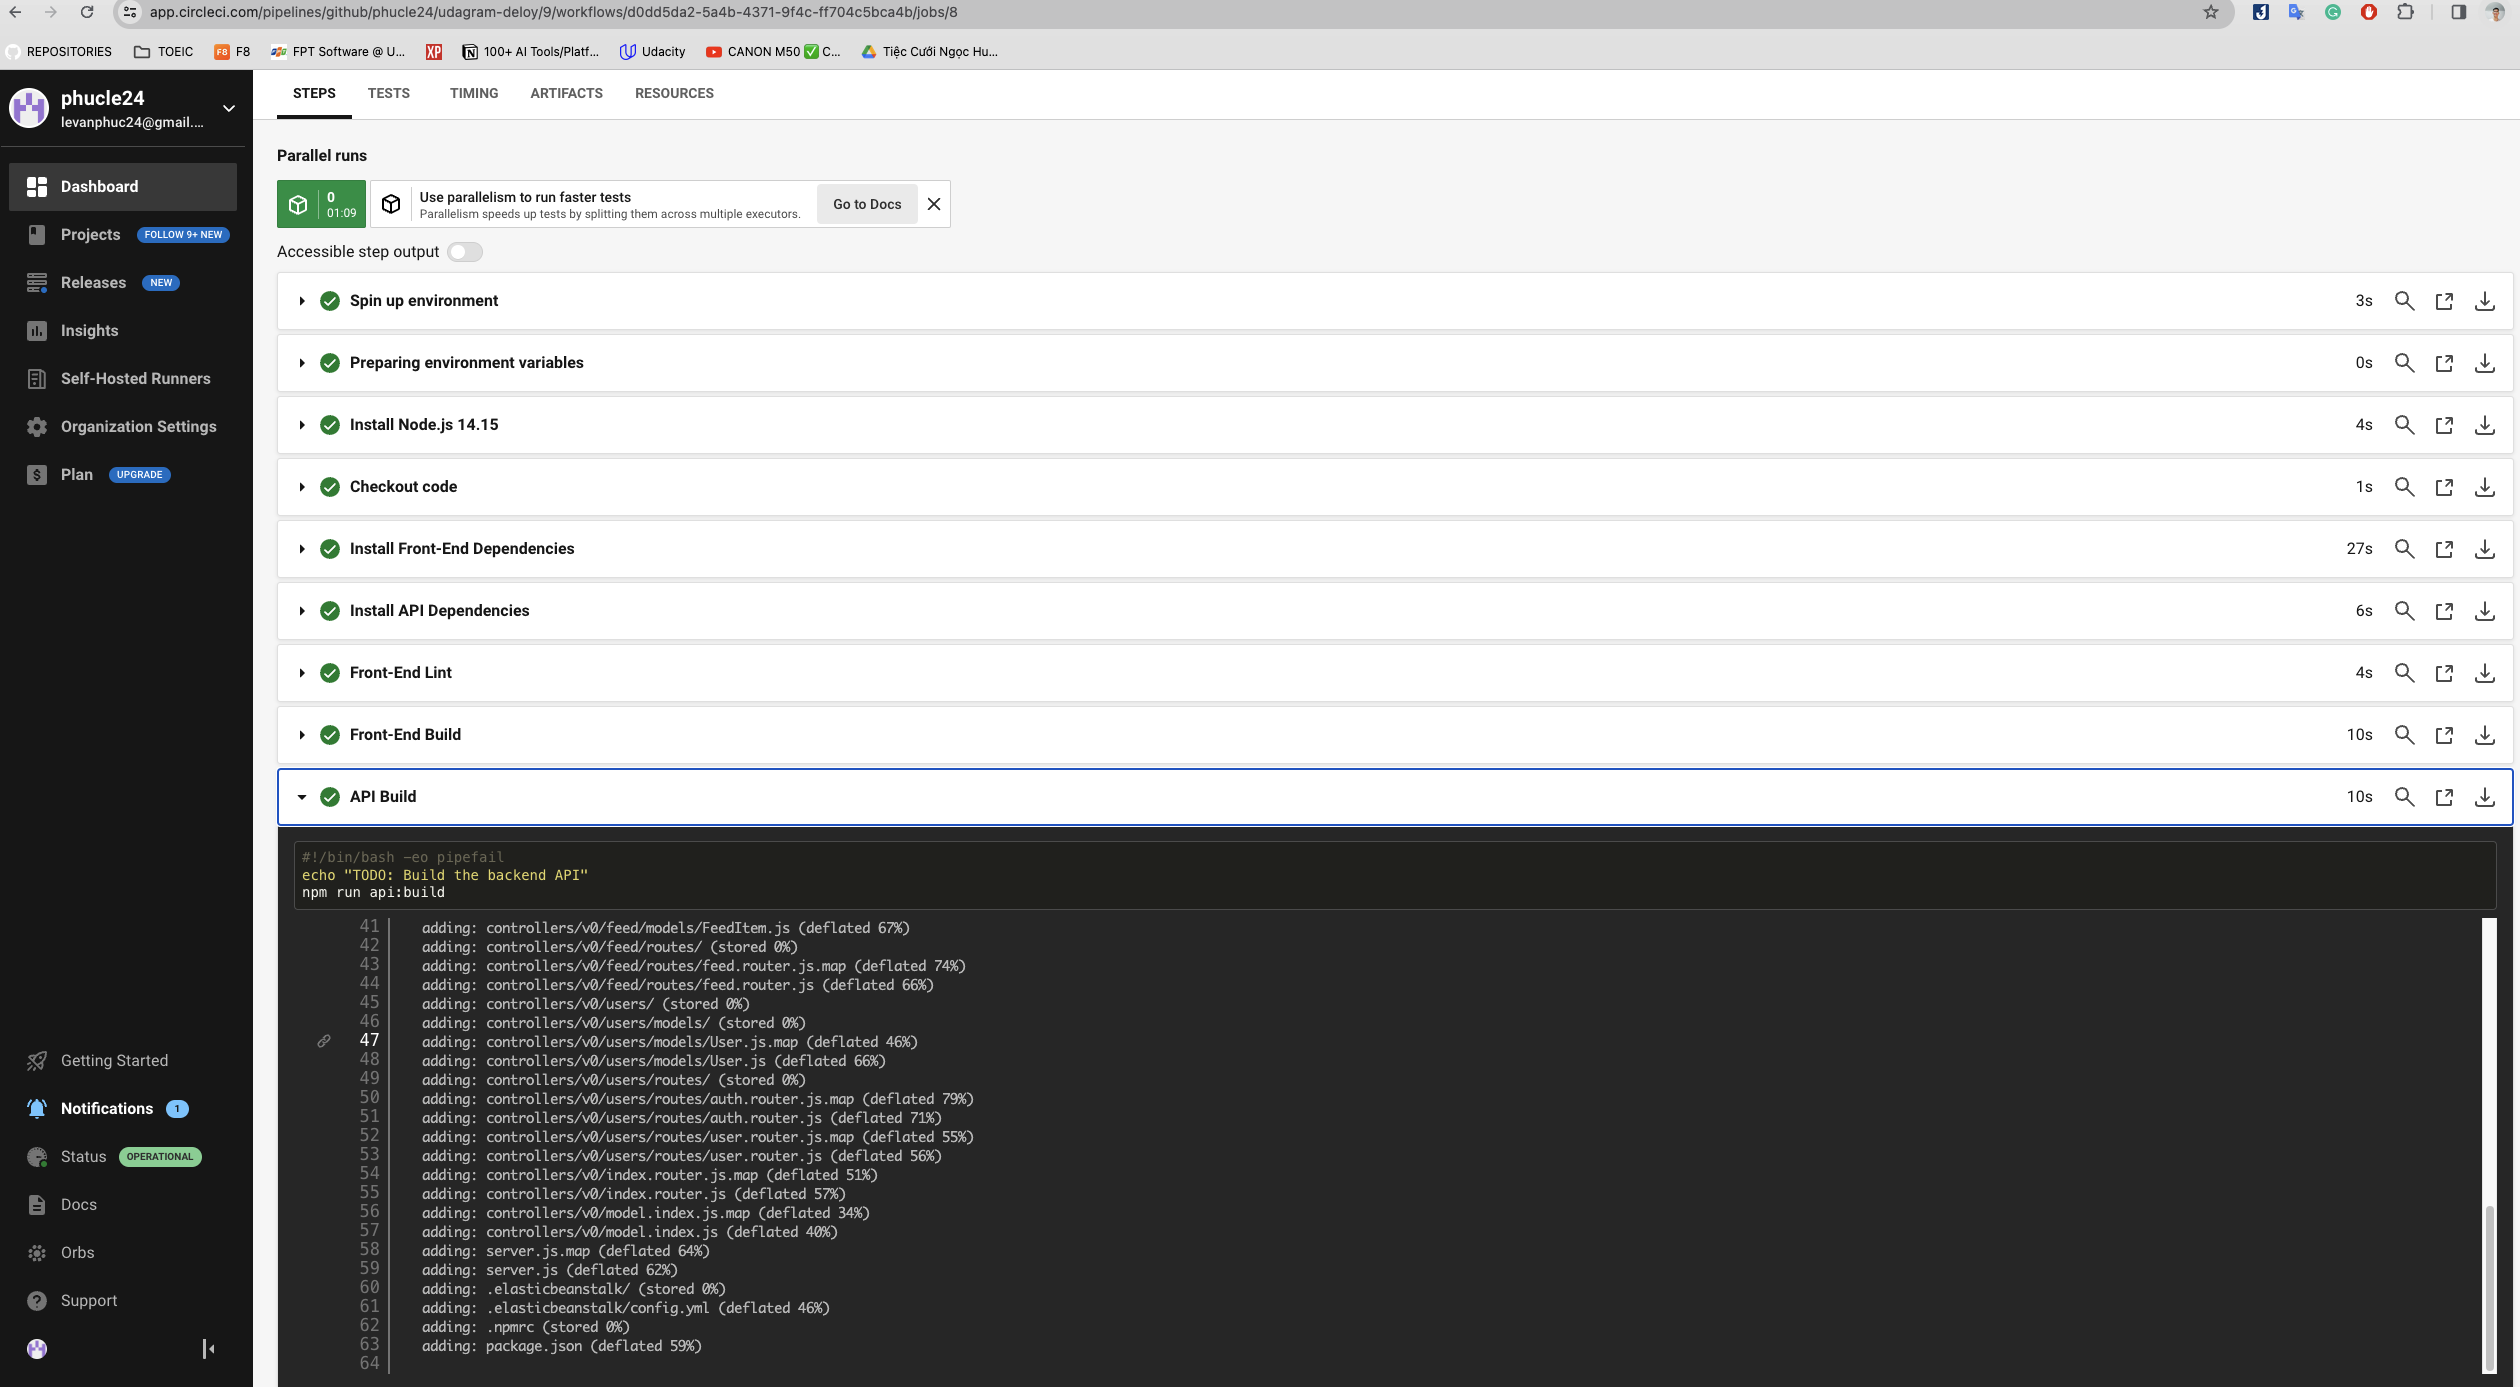 app.circleci.com/pipelines/github/phucle24/udagram-deloy/9/workflows/d0dd5da2-5a4b-4371-9f4c-ff704c5bca4b/jobs/8
REPOSITORIES TOEIC F8 F8 FPT Software @ U... XP 100+ AI Tools/Platf... Udacity CANON M50 ✅ C... Tiệc Cưới Ngọc Hu...
phucle24
levanphuc24@gmail....
Dashboard
Projects FOLLOW 9+ NEW
Releases NEW
Insights
Self-Hosted Runners
Organization Settings
Plan UPGRADE
Getting Started
Notifications 1
Status OPERATIONAL
Docs
Orbs
Support
STEPS TESTS TIMING ARTIFACTS RESOURCES
Parallel runs
0
01:09
Use parallelism to run faster tests
Parallelism speeds up tests by splitting them across multiple executors.
Go to Docs
Accessible step output
Spin up environment 3s
Preparing environment variables 0s
Install Node.js 14.15 4s
Checkout code 1s
Install Front-End Dependencies 27s
Install API Dependencies 6s
Front-End Lint 4s
Front-End Build 10s
API Build 10s
#!/bin/bash -eo pipefail
echo "TODO: Build the backend API"
npm run api:build
41 adding: controllers/v0/feed/models/FeedItem.js (deflated 67%)
42 adding: controllers/v0/feed/routes/ (stored 0%)
43 adding: controllers/v0/feed/routes/feed.router.js.map (deflated 74%)
44 adding: controllers/v0/feed/routes/feed.router.js (deflated 66%)
45 adding: controllers/v0/users/ (stored 0%)
46 adding: controllers/v0/users/models/ (stored 0%)
47 adding: controllers/v0/users/models/User.js.map (deflated 46%)
48 adding: controllers/v0/users/models/User.js (deflated 66%)
49 adding: controllers/v0/users/routes/ (stored 0%)
50 adding: controllers/v0/users/routes/auth.router.js.map (deflated 79%)
51 adding: controllers/v0/users/routes/auth.router.js (deflated 71%)
52 adding: controllers/v0/users/routes/user.router.js.map (deflated 55%)
53 adding: controllers/v0/users/routes/user.router.js (deflated 56%)
54 adding: controllers/v0/index.router.js.map (deflated 51%)
55 adding: controllers/v0/index.router.js (deflated 57%)
56 adding: controllers/v0/model.index.js.map (deflated 34%)
57 adding: controllers/v0/model.index.js (deflated 40%)
58 adding: server.js.map (deflated 64%)
59 adding: server.js (deflated 62%)
60 adding: .elasticbeanstalk/ (stored 0%)
61 adding: .elasticbeanstalk/config.yml (deflated 46%)
62 adding: .npmrc (stored 0%)
63 adding: package.json (deflated 59%)
64